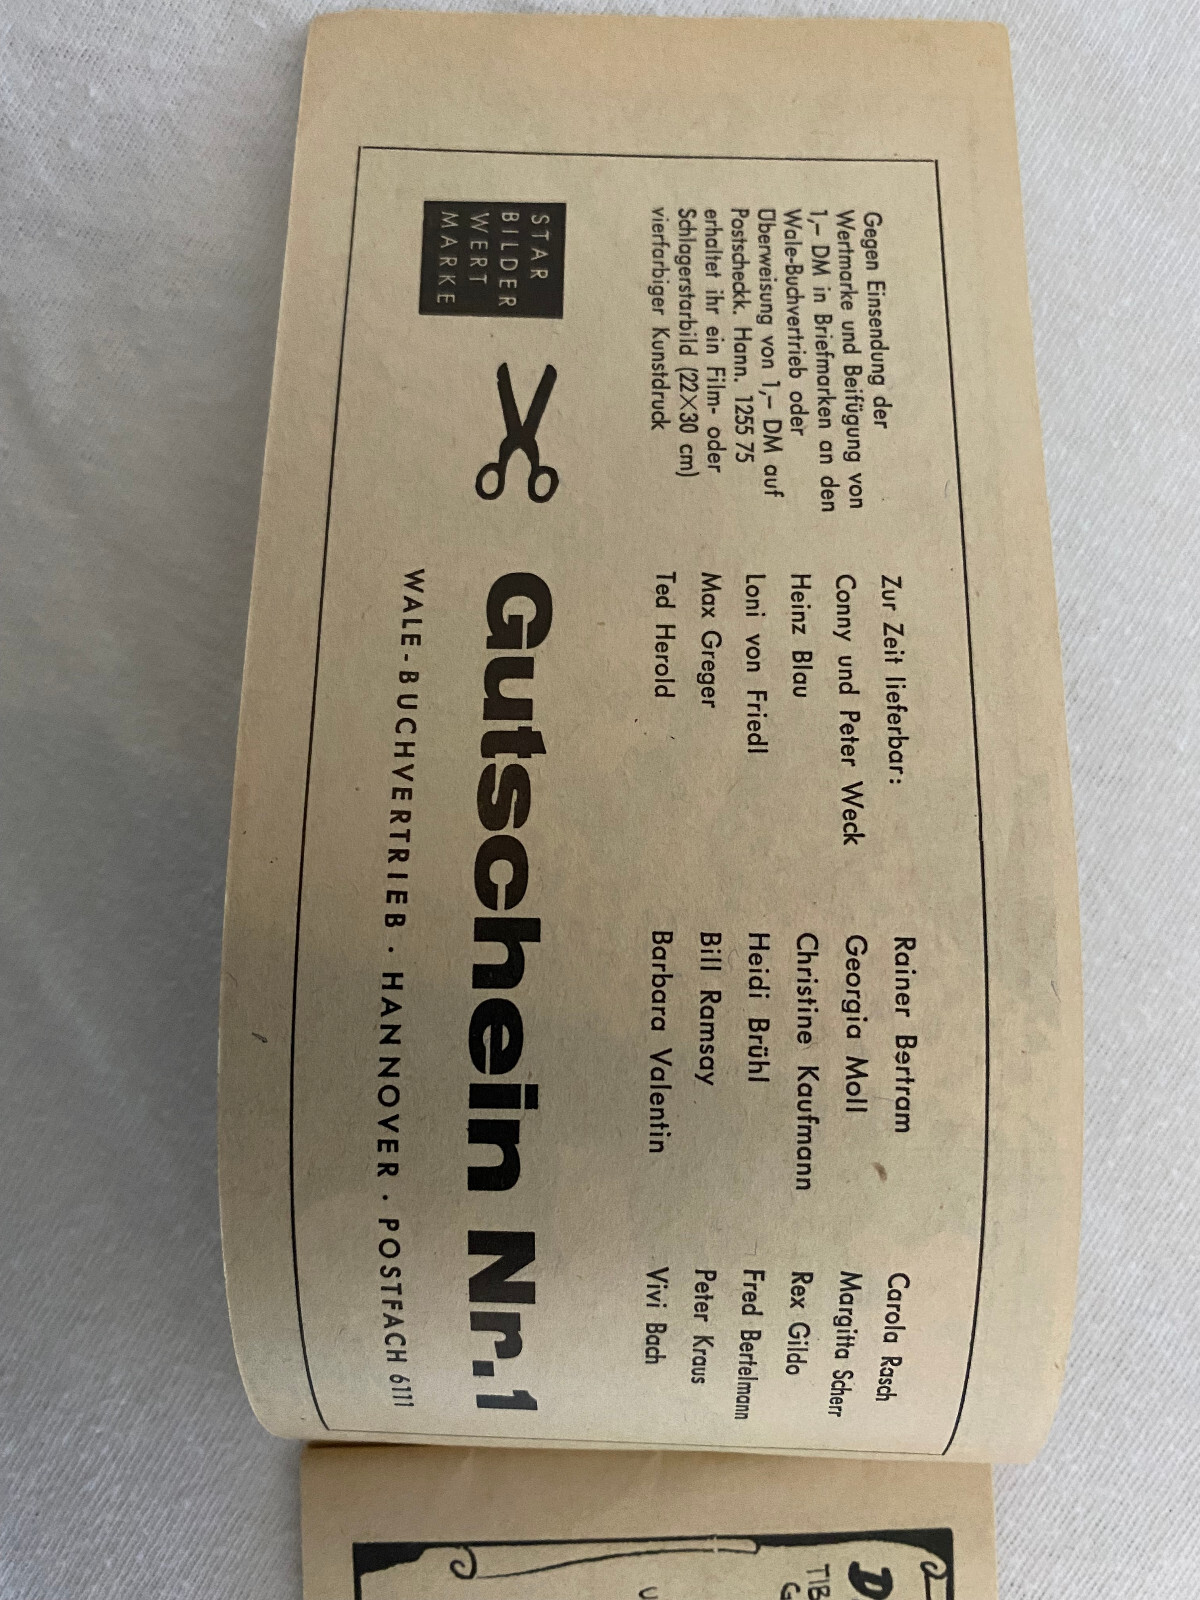 Gegen Einsendung der
Wertmarke und Beifügung von
1,– DM in Briefmarken an den
Wale-Buchvertrieb oder
Überweisung von 1,– DM auf
Postscheckk. Hann. 1255 75
erhaltet ihr ein Film- oder
Schlagerstarbild (22×30 cm)
vierfarbiger Kunstdruck
Zur Zeit lieferbar:
Conny und Peter Weck
Heinz Blau
Loni von Friedl
Max Greger
Ted Herold
Rainer Bertram
Georgia Moll
Christine Kaufmann
Heidi Brühl
Bill Ramsay
Barbara Valentin
Carola Rasch
Margitta Scherr
Rex Gildo
Fred Bertelmann
Peter Kraus
Vivi Bach
STAR
BILDER
WERT
MARKE
Gutschein Nr.1
WALE-BUCHVERTRIEB · HANNOVER · POSTFACH 6111